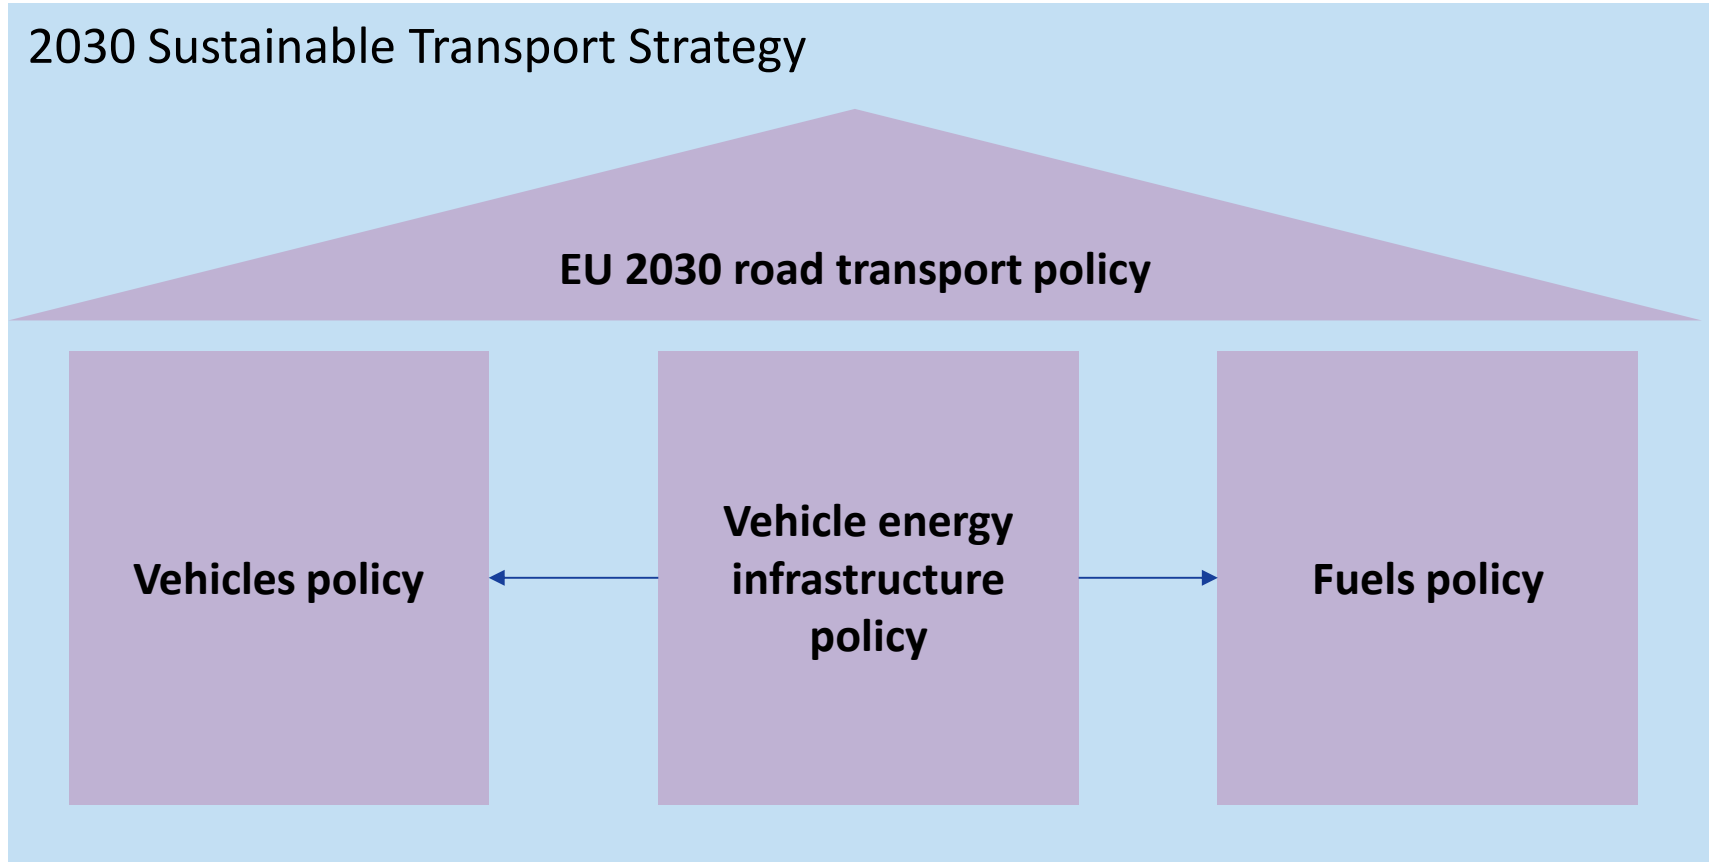 2030 Sustainable Transport Strategy
EU 2030 road transport policy
Vehicles policy
Vehicle energy
infrastructure
policy
Fuels policy